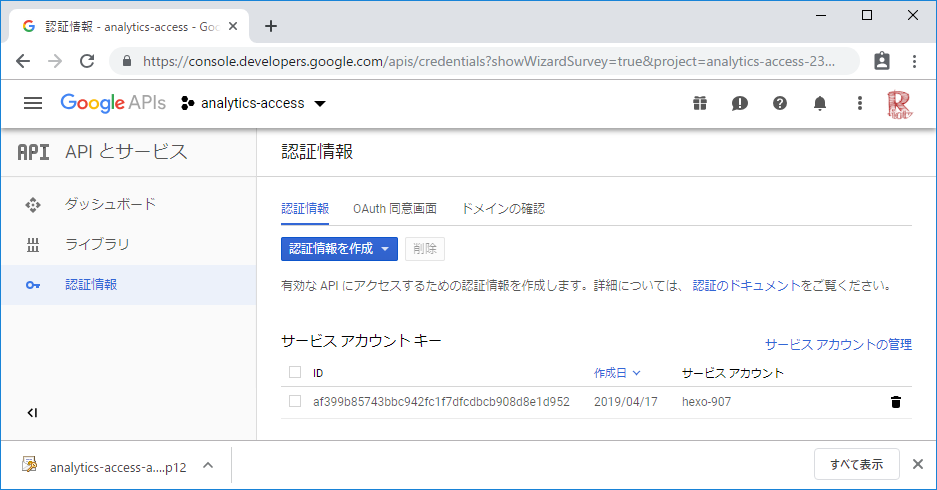 認証情報 - analytics-access - Goo
https://console.developers.google.com/apis/credentials?showWizardSurvey=true&project=analytics-access-23...
Google APIs analytics-access
API API とサービス
認証情報
ダッシュボード
ライブラリ
認証情報
認証情報 OAuth 同意画面 ドメインの確認
認証情報を作成 削除
有効な API にアクセスするための認証情報を作成します。詳細については、 認証のドキュメントをご覧ください。
サービス アカウント キー
サービス アカウントの管理
ID 作成日 サービス アカウント
af399b85743bbc942fc1f7dfcdbcb908d8e1d952 2019/04/17 hexo-907
analytics-access-a....p12
すべて表示